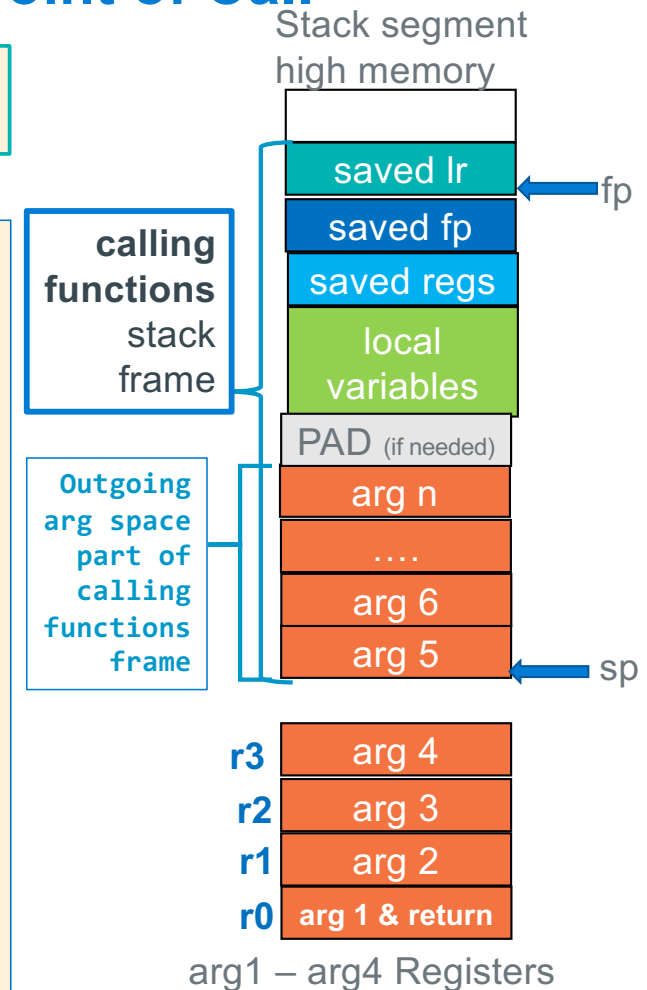 Stack segment
high memory
saved lr
fp
saved fp
calling
functions
stack
frame
saved regs
local
variables
PAD (if needed)
Outgoing
arg space
part of
calling
functions
frame
arg n
....
arg 6
arg 5
sp
r3 arg 4
r2 arg 3
r1 arg 2
r0 arg 1 & return
arg1 – arg4 Registers